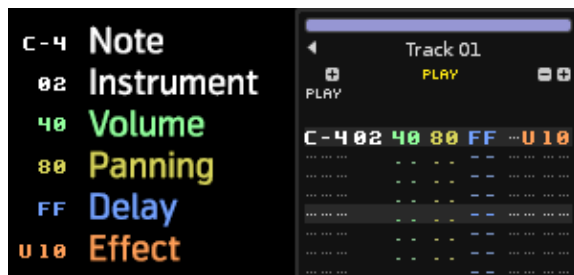 C-4 Note
02 Instrument
40 Volume
80 Panning
FF Delay
U10 Effect
Track 01
PLAY
PLAY
C-4 02 40 80 FF ··U10